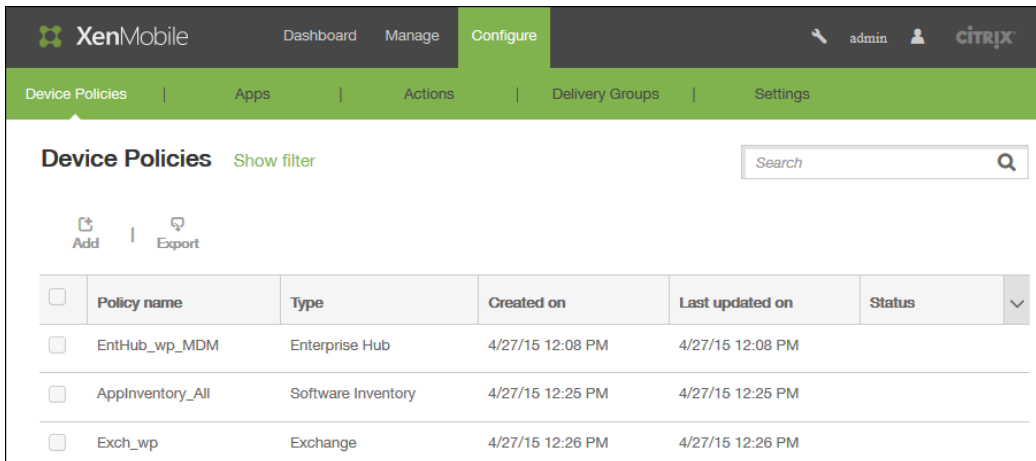 XenMobile Dashboard Manage Configure admin CİTRIX
Device Policies | Apps | Actions | Delivery Groups | Settings
Device Policies Show filter Search
Add | Export
Policy name Type Created on Last updated on Status
EntHub_wp_MDM Enterprise Hub 4/27/15 12:08 PM 4/27/15 12:08 PM
AppInventory_All Software Inventory 4/27/15 12:25 PM 4/27/15 12:25 PM
Exch_wp Exchange 4/27/15 12:26 PM 4/27/15 12:26 PM